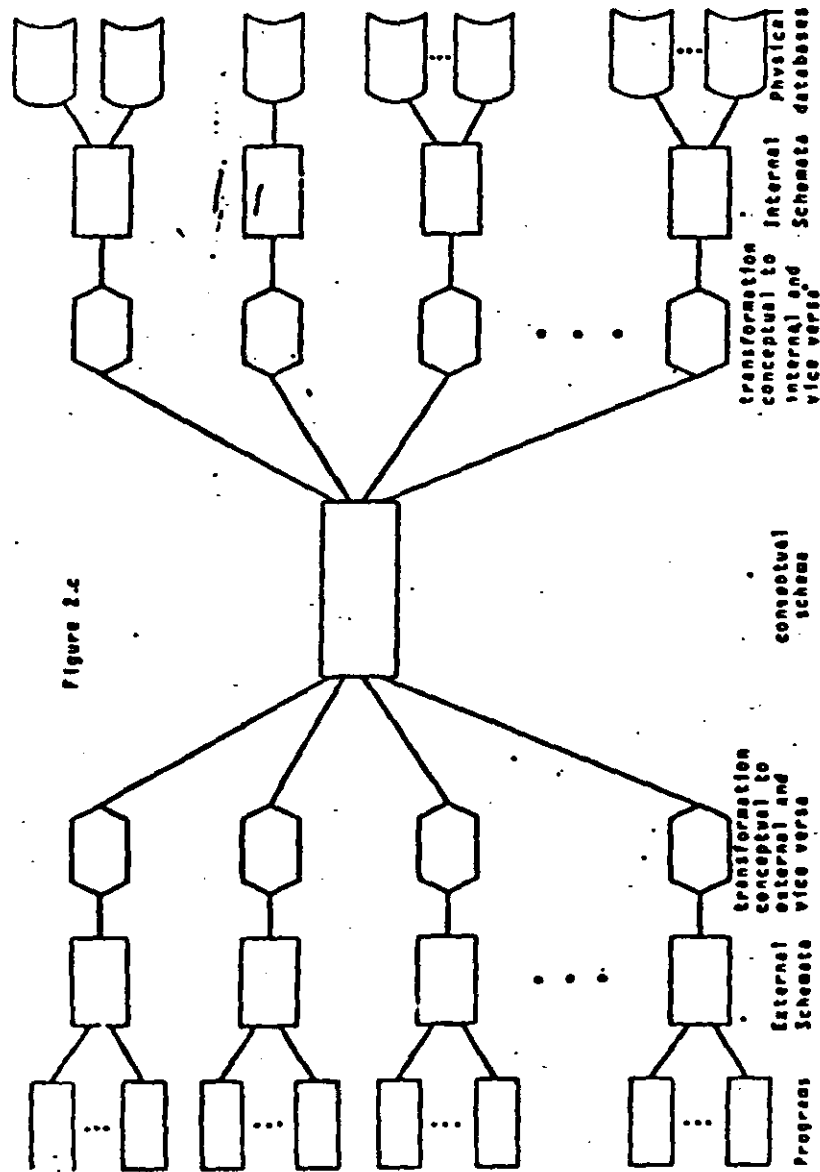 Figure 2.c
Programs
External
Schemata
transformation
conceptual to
external and
vice versa
conseptual
schema
transformation
conceptual to
internal and
vice versa
Internal
Schemata
Physical
databases